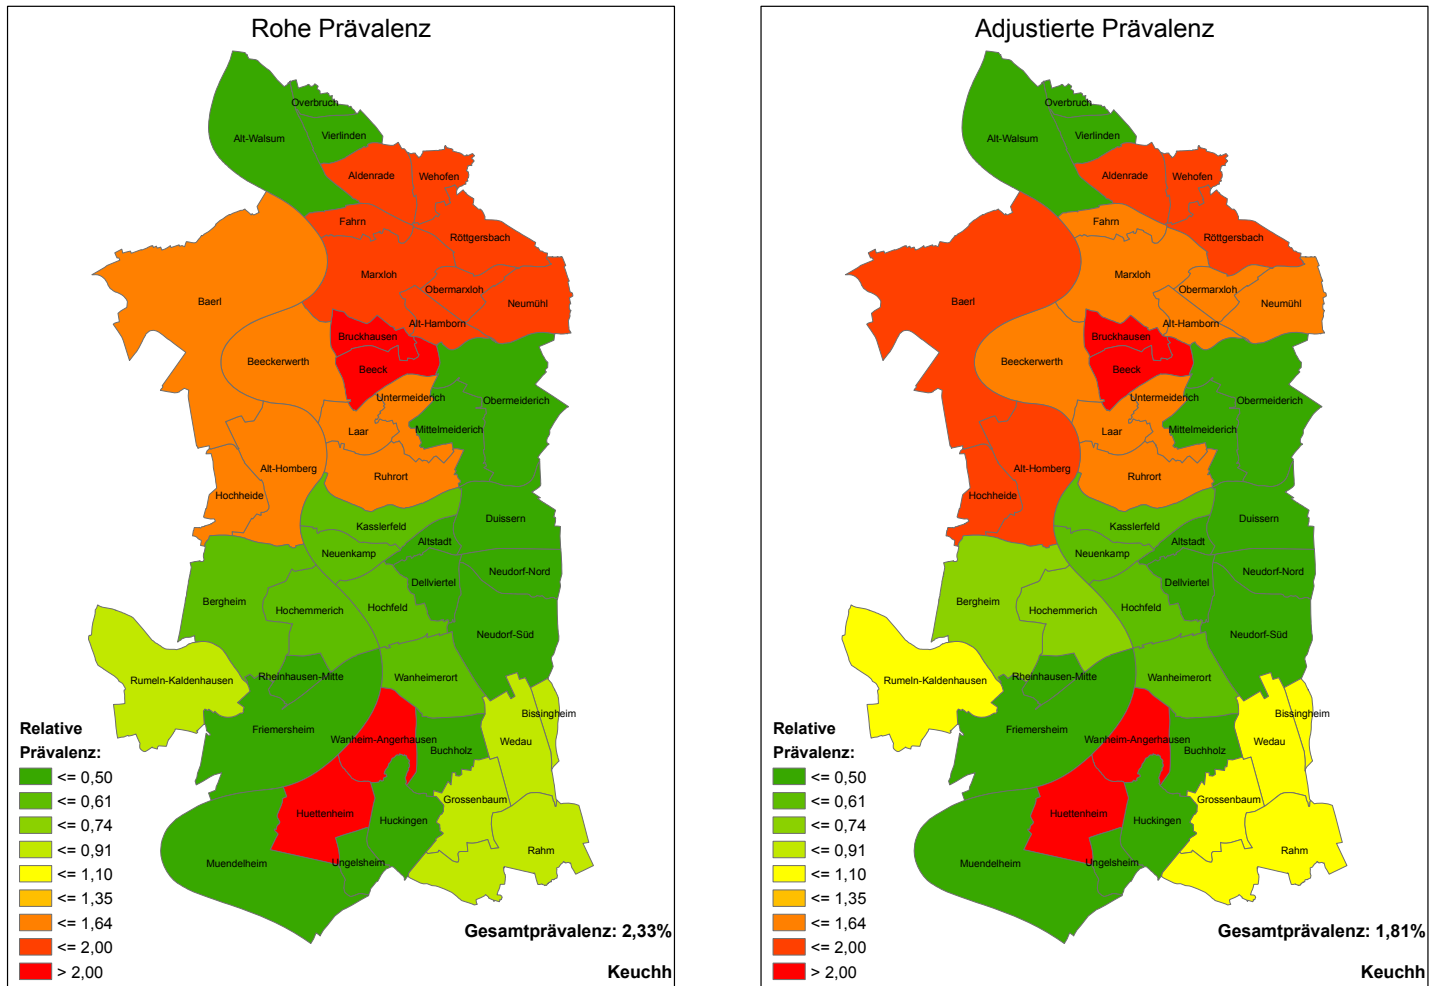 Rohe Prävalenz
Overbruch
Alt-Walsum
Vierlinden
Aldenrade
Wehofen
Fahrn
Röttgersbach
Marxloh
Obermarxloh
Baerl
Neumühl
Alt-Hamborn
Bruckhausen
Beeckerwerth
Beeck
Untermeiderich
Obermeiderich
Laar
Mittelmeiderich
Alt-Homberg
Ruhrort
Hochheide
Kasslerfeld
Duissern
Altstadt
Neuenkamp
Neudorf-Nord
Dellviertel
Bergheim
Hochemmerich
Hochfeld
Neudorf-Süd
Rumeln-Kaldenhausen
Rheinhausen-Mitte
Wanheimerort
Bissingheim
Friemersheim
Wanheim-Angerhausen
Wedau
Buchholz
Grossenbaum
Huettenheim
Huckingen
Rahm
Muendelheim
Ungelsheim
Relative
Prävalenz:
<= 0,50
<= 0,61
<= 0,74
<= 0,91
<= 1,10
<= 1,35
<= 1,64
<= 2,00
> 2,00
Gesamtprävalenz: 2,33%
Keuchh
Adjustierte Prävalenz
Overbruch
Alt-Walsum
Vierlinden
Aldenrade
Wehofen
Fahrn
Röttgersbach
Marxloh
Obermarxloh
Baerl
Neumühl
Alt-Hamborn
Bruckhausen
Beeckerwerth
Beeck
Untermeiderich
Obermeiderich
Laar
Mittelmeiderich
Alt-Homberg
Ruhrort
Hochheide
Kasslerfeld
Duissern
Altstadt
Neuenkamp
Neudorf-Nord
Dellviertel
Bergheim
Hochemmerich
Hochfeld
Neudorf-Süd
Rumeln-Kaldenhausen
Rheinhausen-Mitte
Wanheimerort
Bissingheim
Friemersheim
Wanheim-Angerhausen
Wedau
Buchholz
Grossenbaum
Huettenheim
Huckingen
Rahm
Muendelheim
Ungelsheim
Relative
Prävalenz:
<= 0,50
<= 0,61
<= 0,74
<= 0,91
<= 1,10
<= 1,35
<= 1,64
<= 2,00
> 2,00
Gesamtprävalenz: 1,81%
Keuchh